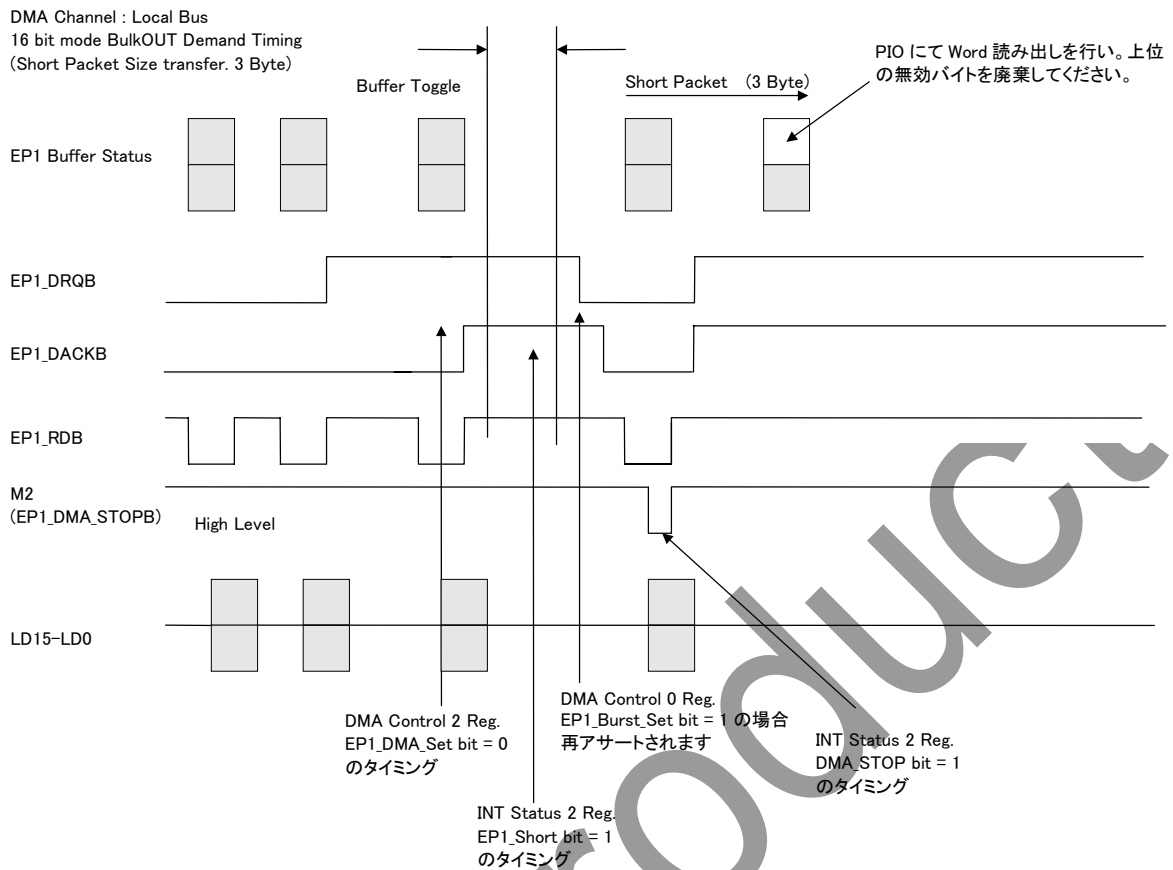 DMA Channel : Local Bus
16 bit mode BulkOUT Demand Timing
(Short Packet Size transfer. 3 Byte)
PIO にて Word 読み出しを行い。上位
の無効バイトを廃棄してください。
Buffer Toggle
Short Packet (3 Byte)
EP1 Buffer Status
EP1_DRQB
EP1_DACKB
EP1_RDB
M2
(EP1_DMA_STOPB)
High Level
LD15-LD0
DMA Control 2 Reg.
EP1_DMA_Set bit = 0
のタイミング
DMA Control 0 Reg.
EP1_Burst_Set bit = 1 の場合
再アサートされます
INT Status 2 Reg.
DMA_STOP bit = 1
のタイミング
INT Status 2 Reg.
EP1_Short bit = 1
のタイミング
roduct